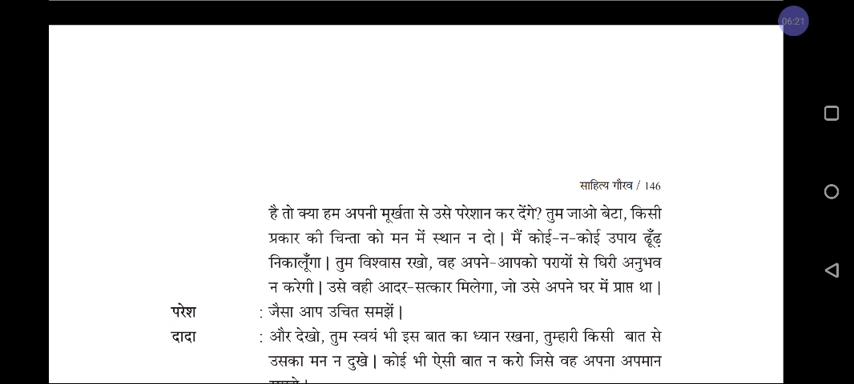 06:21
साहित्य गौरव / 146
है तो क्या हम अपनी मूर्खता से उसे परेशान कर देंगे? तुम जाओ बेटा, किसी
प्रकार की चिन्ता को मन में स्थान न दो | मैं कोई-न-कोई उपाय ढूँढ़
निकालूँगा | तुम विश्वास रखो, वह अपने-आपको परायों से घिरी अनुभव
न करेगी | उसे वही आदर-सत्कार मिलेगा, जो उसे अपने घर में प्राप्त था |
परेश : जैसा आप उचित समझें |
दादा : और देखो, तुम स्वयं भी इस बात का ध्यान रखना, तुम्हारी किसी बात से
उसका मन न दुखे | कोई भी ऐसी बात न करो जिसे वह अपना अपमान